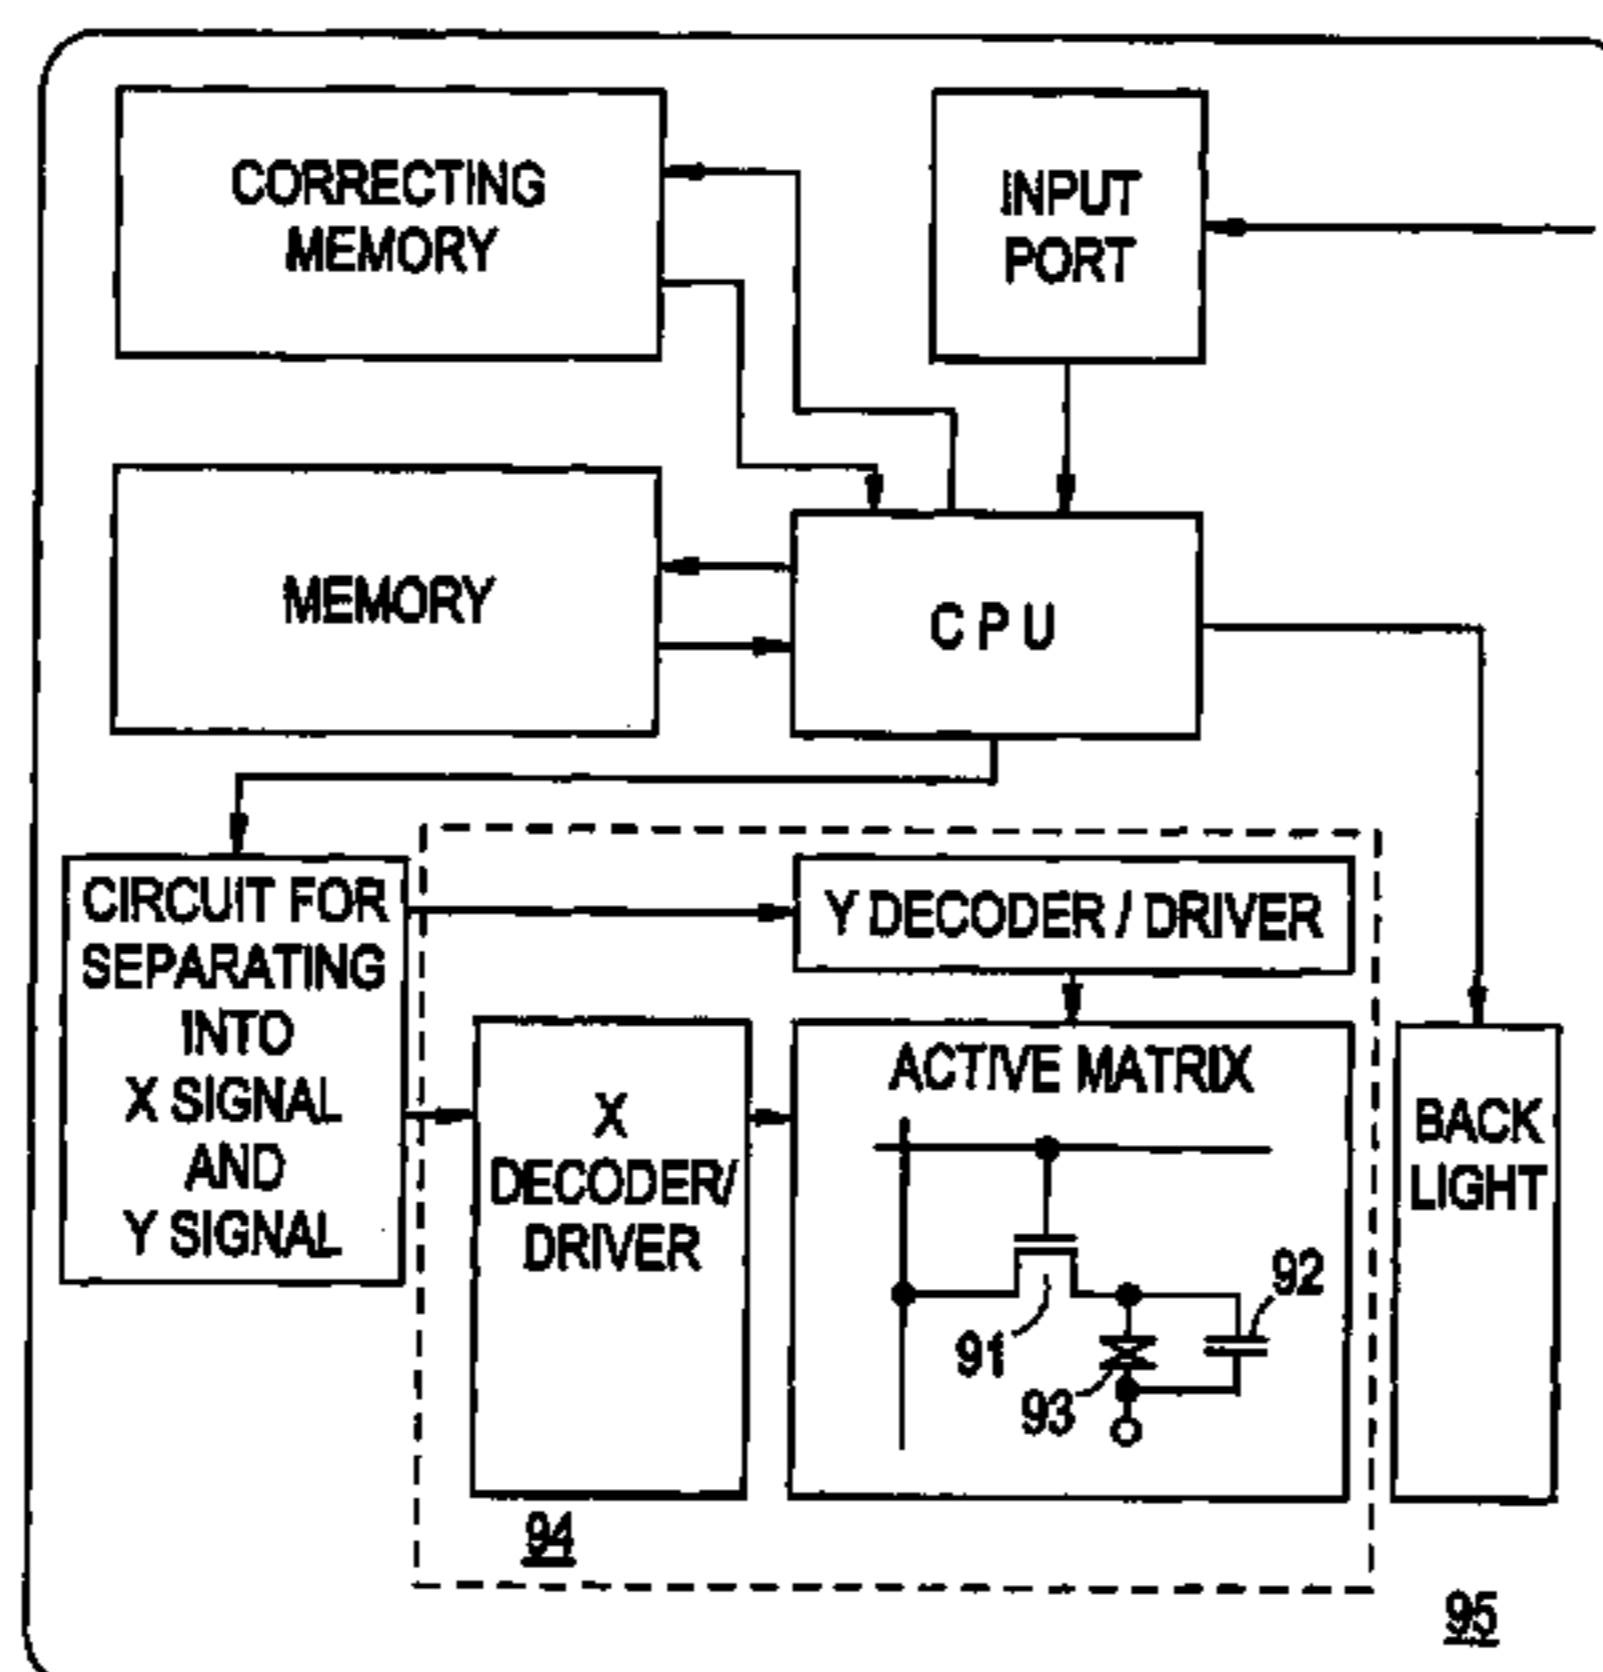 CORRECTING
MEMORY
INPUT
PORT
MEMORY
CPU
CIRCUIT FOR
SEPARATING
INTO
X SIGNAL
AND
Y SIGNAL
Y DECODER / DRIVER
X
DECODER/
DRIVER
ACTIVE MATRIX
91
92
93
BACK
LIGHT
94
95